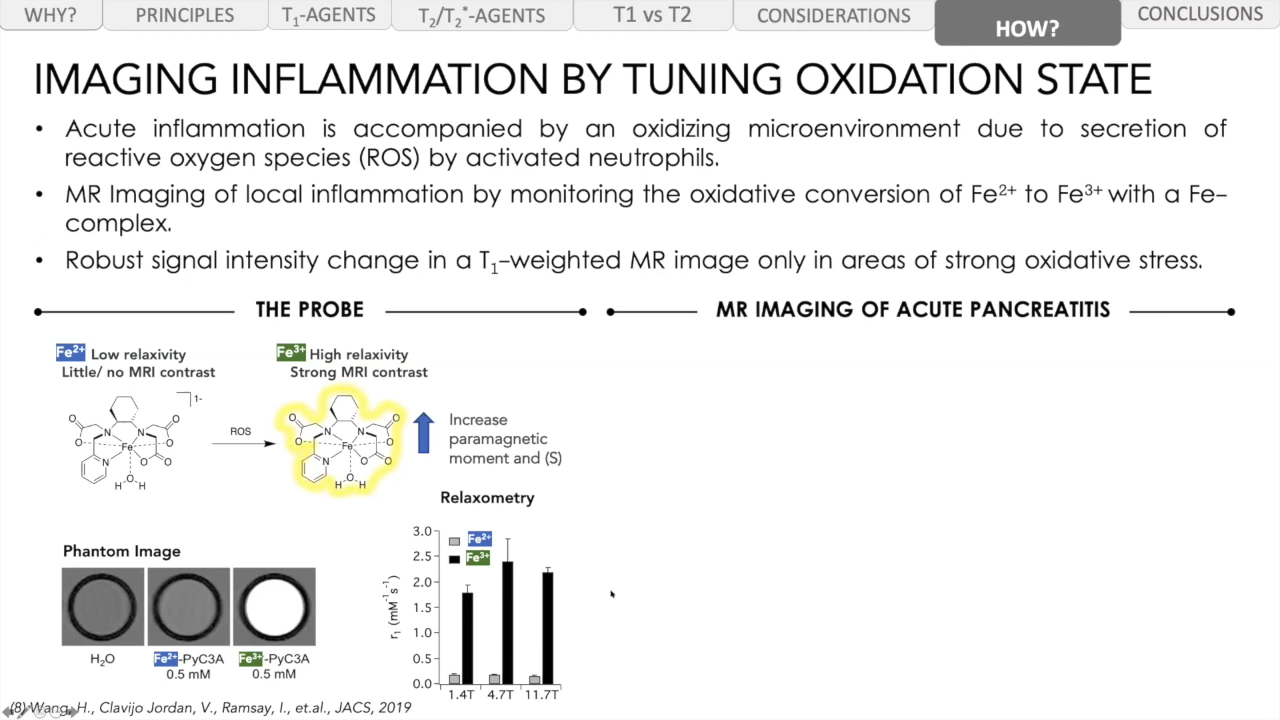 WHY?
PRINCIPLES
T1-AGENTS
T2/T2*-AGENTS
T1 vs T2
CONSIDERATIONS
HOW?
CONCLUSIONS
IMAGING INFLAMMATION BY TUNING OXIDATION STATE
• Acute inflammation is accompanied by an oxidizing microenvironment due to secretion of
reactive oxygen species (ROS) by activated neutrophils.
• MR Imaging of local inflammation by monitoring the oxidative conversion of Fe2+ to Fe3+ with a Fe–
complex.
• Robust signal intensity change in a T1–weighted MR image only in areas of strong oxidative stress.
THE PROBE
MR IMAGING OF ACUTE PANCREATITIS
Fe2+ Low relaxivity
Little/ no MRI contrast
Fe3+ High relaxivity
Strong MRI contrast
1-
O
O
N
N
O
O
Fe
N
O
O
H O H
ROS
O
O
N
N
O
O
Fe
N
O
O
H O H
Increase
paramagnetic
moment and (S)
Relaxometry
Phantom Image
H2O
Fe2+-PyC3A
0.5 mM
Fe3+-PyC3A
0.5 mM
r1 (mM-1 s-1)
3.0
2.5
2.0
1.5
1.0
0.5
0.0
Fe2+
Fe3+
1.4T
4.7T
11.7T
(8) Wang, H., Clavijo Jordan, V., Ramsay, I., et.al., JACS, 2019